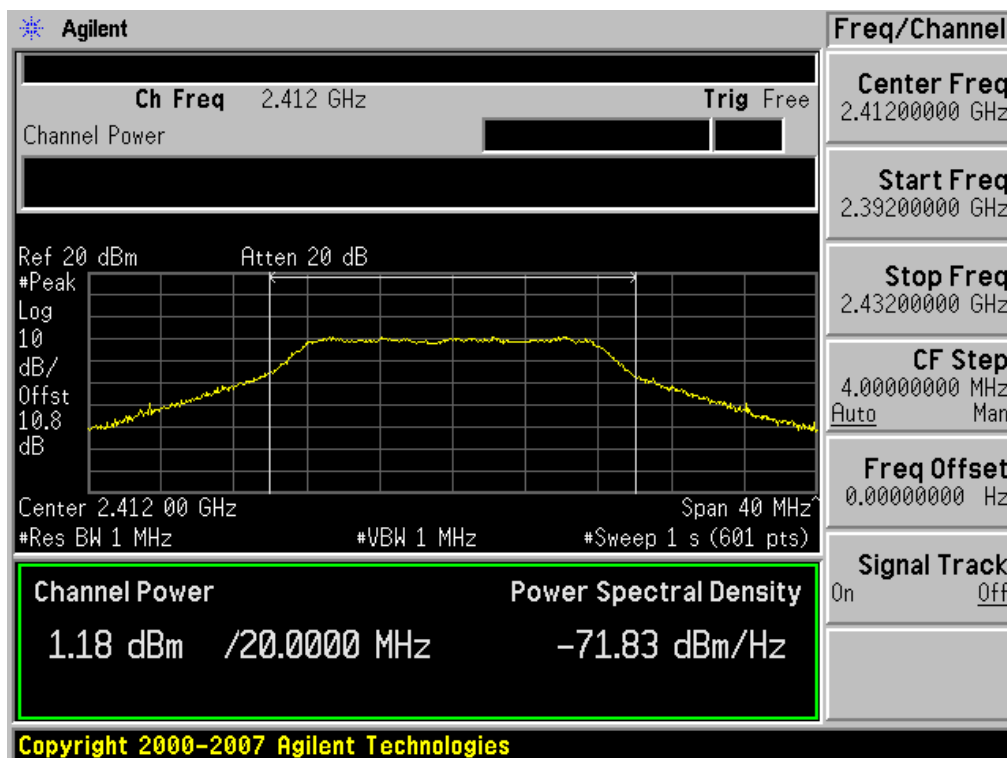 Agilent
Freq/Channel
Ch Freq 2.412 GHz Trig Free
Channel Power
Center Freq
2.41200000 GHz
Start Freq
2.39200000 GHz
Stop Freq
2.43200000 GHz
CF Step
4.00000000 MHz
Auto Man
Freq Offset
0.00000000 Hz
Signal Track
On Off
Ref 20 dBm Atten 20 dB
#Peak
Log
10
dB/
Offst
10.8
dB
Center 2.412 00 GHz Span 40 MHz^
#Res BW 1 MHz #VBW 1 MHz #Sweep 1 s (601 pts)
Channel Power Power Spectral Density
1.18 dBm /20.0000 MHz -71.83 dBm/Hz
Copyright 2000-2007 Agilent Technologies